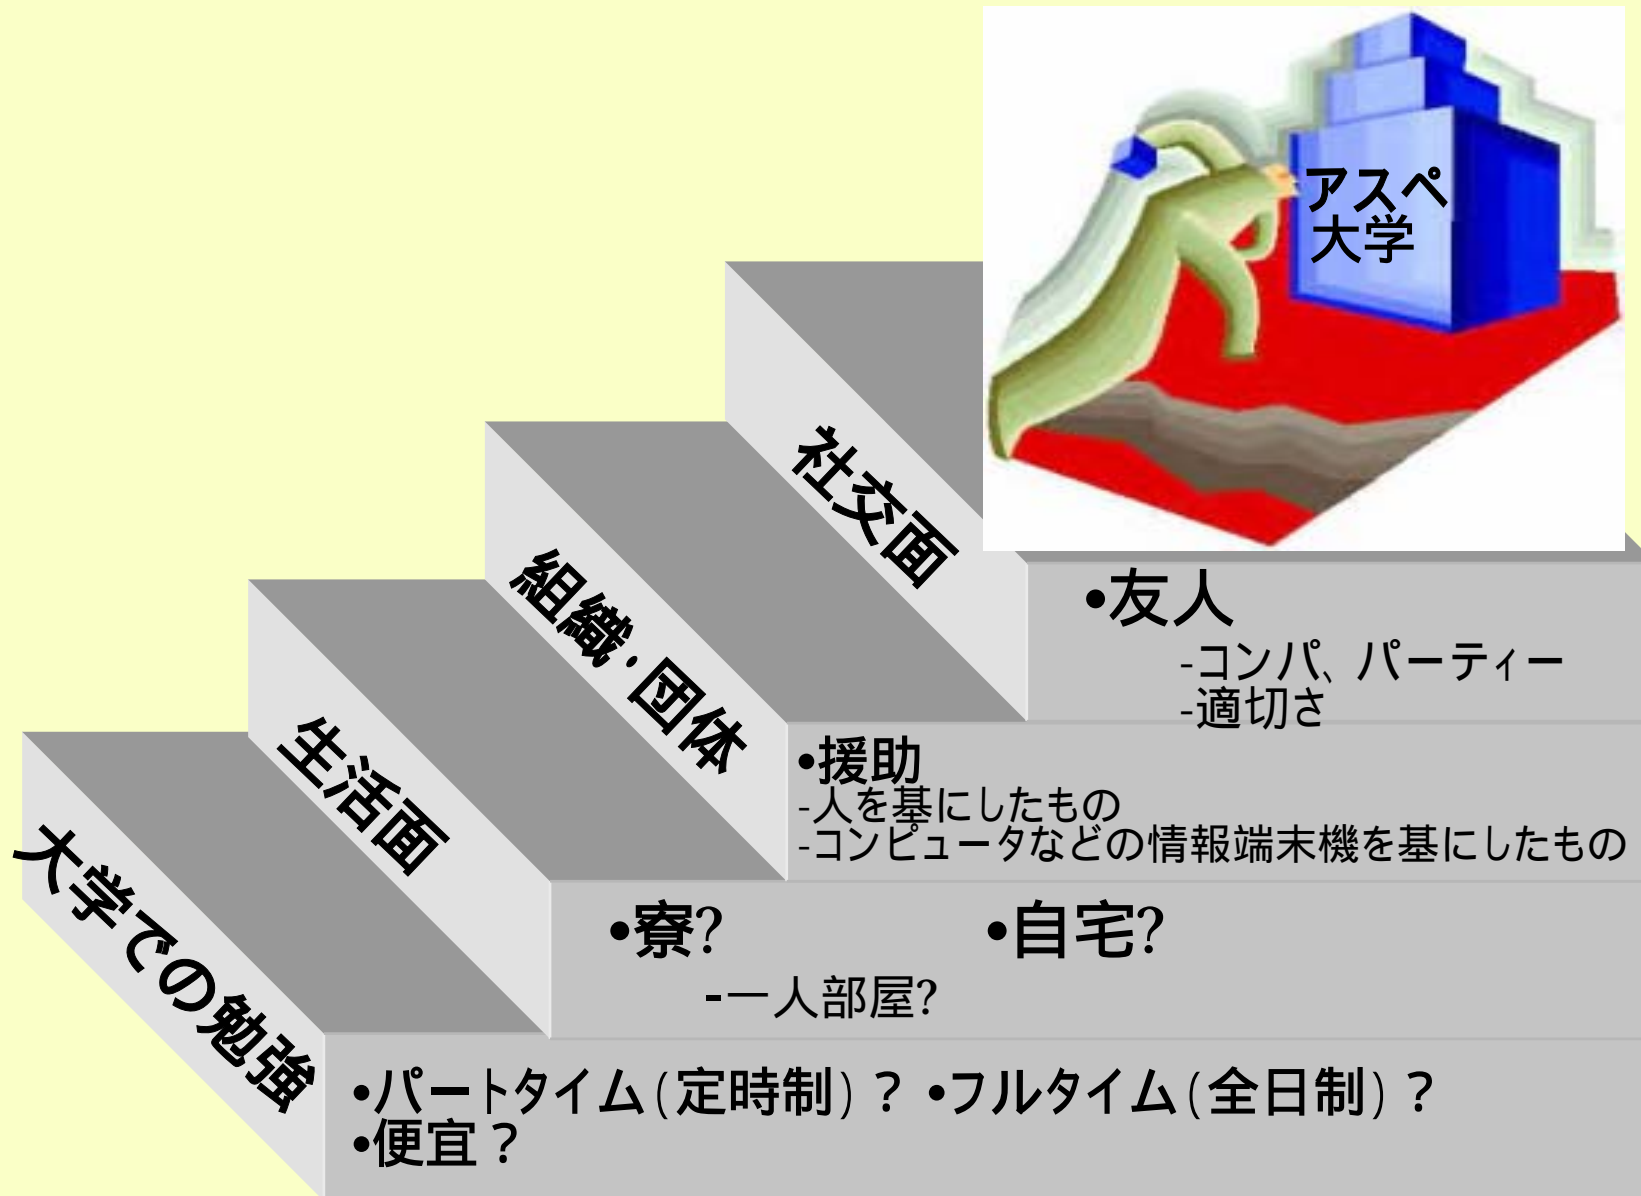 アスペ
大学
社交面
•友人
-コンパ、パーティー
-適切さ
組織・団体
•援助
-人を基にしたもの
-コンピュータなどの情報端末機を基にしたもの
生活面
•寮? •自宅?
-一人部屋?
大学での勉強
•パートタイム(定時制)? •フルタイム(全日制)?
•便宜?